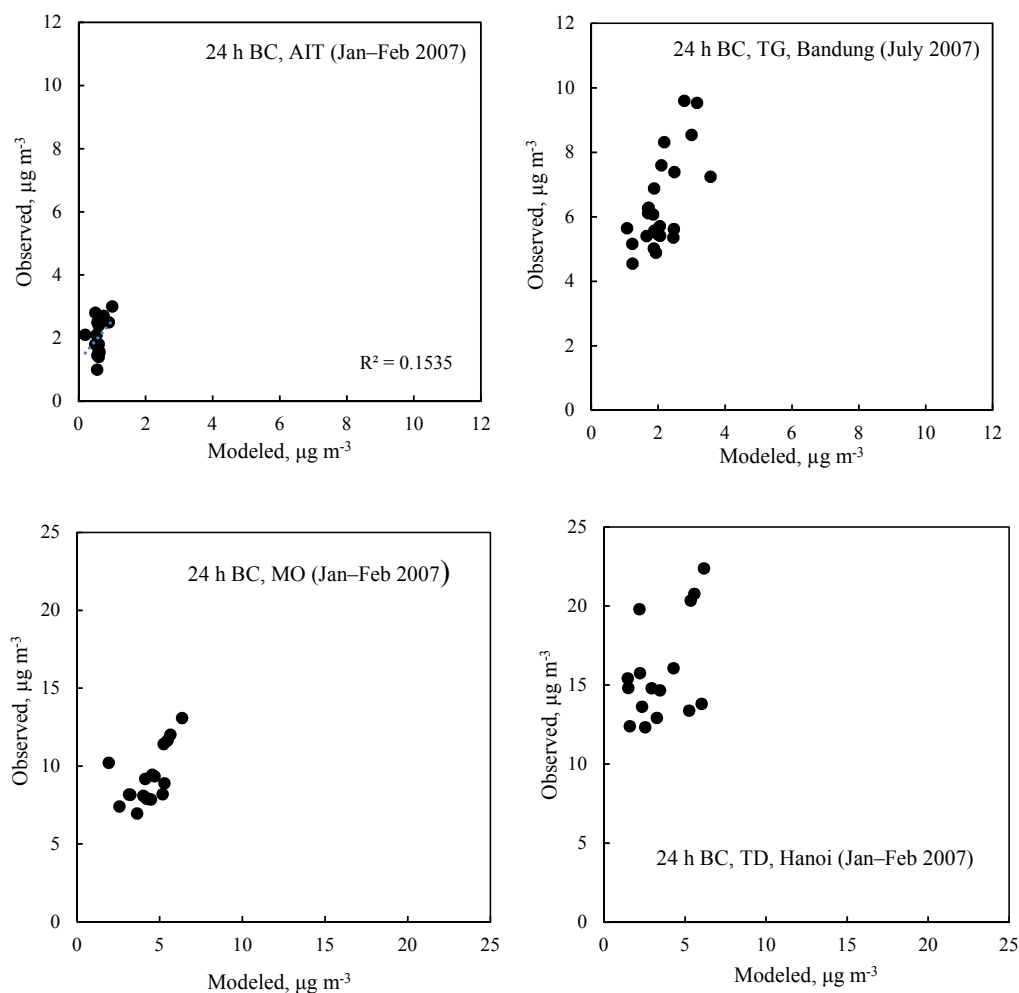 24 h BC, AIT (Jan–Feb 2007)
Observed, µg m-3
12
10
8
6
4
2
0
R² = 0.1535
0 2 4 6 8 10 12
Modeled, µg m-3
24 h BC, TG, Bandung (July 2007)
Observed, µg m-3
12
10
8
6
4
2
0
0 2 4 6 8 10 12
Modeled, µg m-3
24 h BC, MO (Jan–Feb 2007)
Observed, µg m-3
25
20
15
10
5
0
0 5 10 15 20 25
Modeled, µg m-3
25
20
15
10
5
0
Observed, µg m-3
24 h BC, TD, Hanoi (Jan–Feb 2007)
0 5 10 15 20 25
Modeled, µg m-3